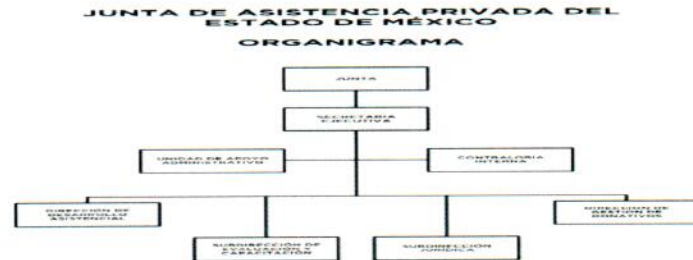 JUNTA DE ASISTENCIA PRIVADA DEL
ESTADO DE MÉXICO
ORGANIGRAMA
JUNTA
SECRETARIA
EJECUTIVA
UNIDAD DE APOYO
ADMINISTRATIVO
CONTRALORIA
INTERNA
DIRECCIÓN DE
DESARROLLO
ASISTENCIAL
SUBDIRECCIÓN DE
EVALUACIÓN Y
CAPACITACIÓN
SUBDIRECCIÓN
JURÍDICA
DIRECCIÓN DE
GESTIÓN DE
DONATIVOS